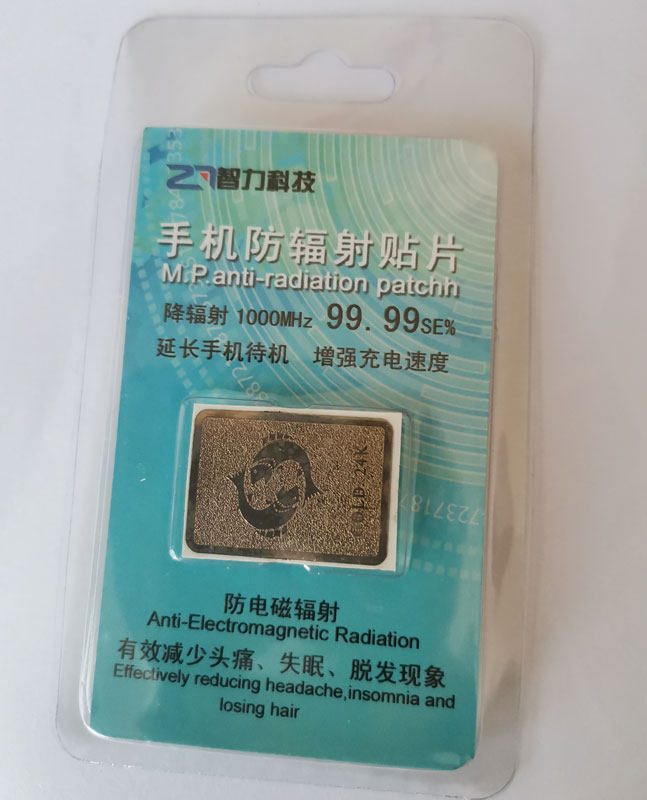 智力科技
手机防辐射贴片
M.P.anti-radiation patchh
降辐射 1000MHz 99.99SE%
延长手机待机 增强充电速度
GOLD 24K
防电磁辐射
Anti-Electromagnetic Radiation
有效减少头痛、失眠、脱发现象
Effectively reducing headache,insomnia and
losing hair